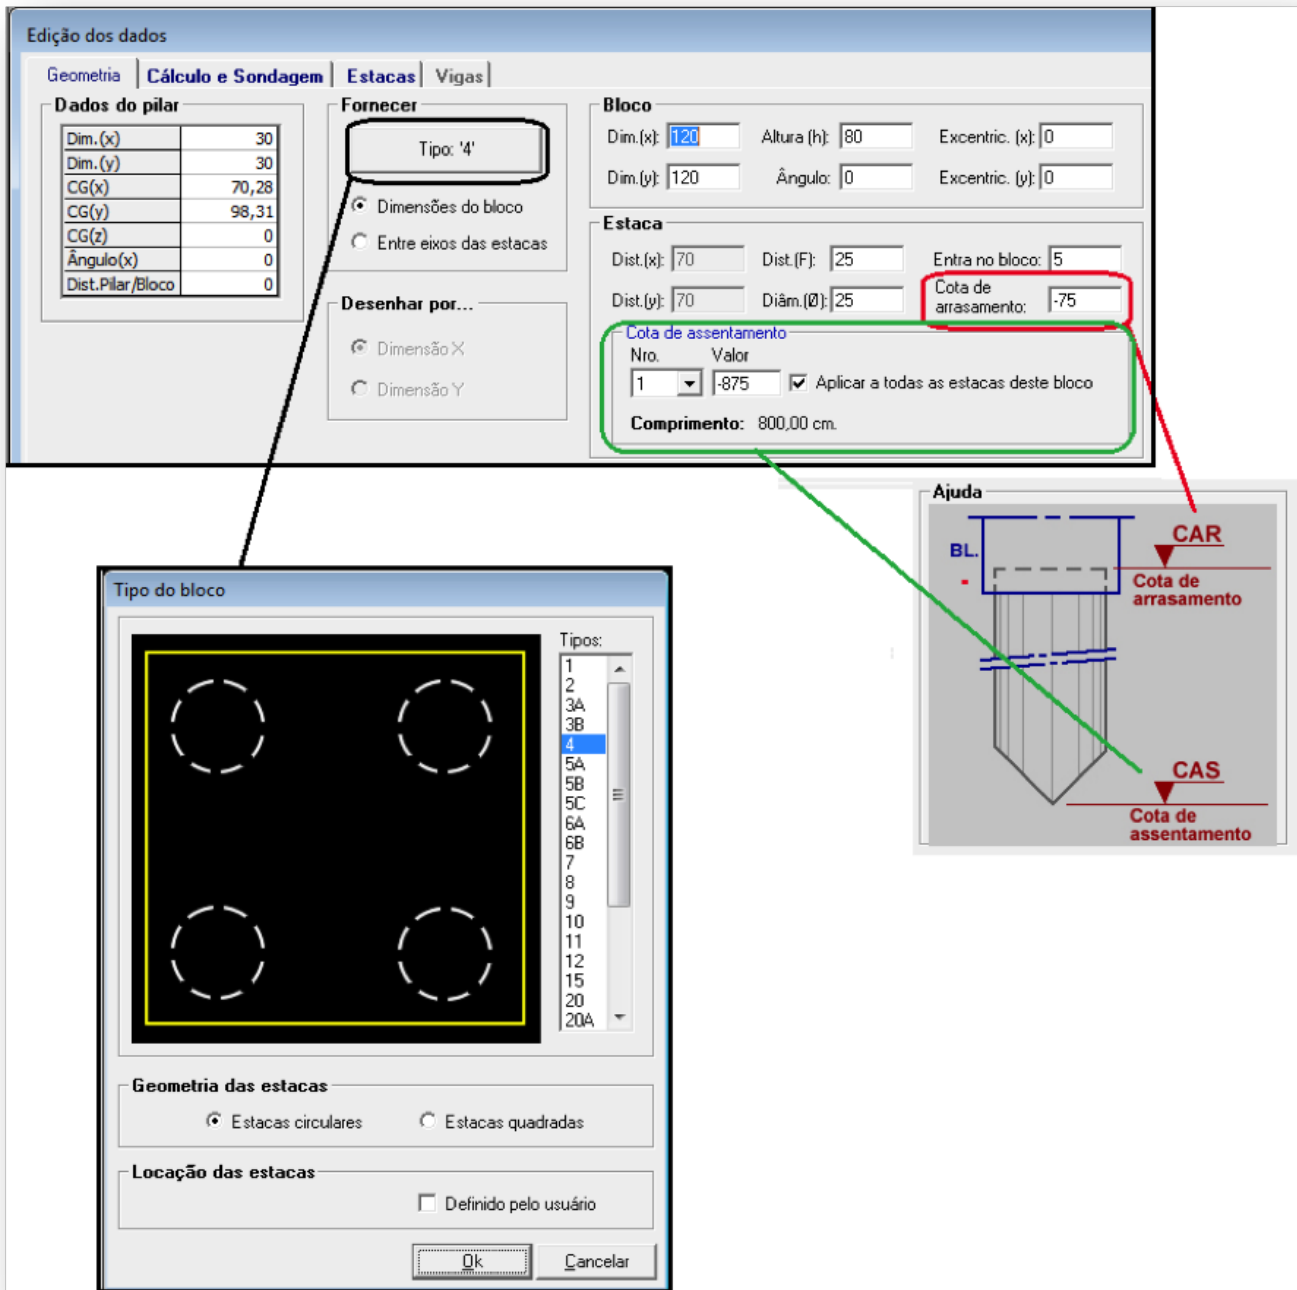 Edição dos dados
Geometria Cálculo e Sondagem Estacas Vigas
Dados do pilar
Dim.(x) 30
Dim.(y) 30
CG(x) 70,28
CG(y) 98,31
CG(z) 0
Ângulo(x) 0
Dist.Pilar/Bloco 0
Fornecer
Tipo: '4'
Dimensões do bloco
Entre eixos das estacas
Desenhar por...
Dimensão X
Dimensão Y
Bloco
Dim.(x): 120 Altura (h): 80 Excentric. (x): 0
Dim.(y): 120 Ângulo: 0 Excentric. (y): 0
Estaca
Dist.(x): 70 Dist.(F): 25 Entra no bloco: 5
Dist.(y): 70 Diâm.(Ø): 25 Cota de
arrasamento: -75
Cota de assentamento
Nro. Valor
1 -875 Aplicar a todas as estacas deste bloco
Comprimento: 800,00 cm.
Ajuda
BL.
CAR
Cota de
arrasamento
CAS
Cota de
assentamento
Tipo do bloco
Tipos:
1
2
3A
3B
4
5A
5B
5C
6A
6B
7
8
9
10
11
12
15
20
20A
Geometria das estacas
Estacas circulares Estacas quadradas
Locação das estacas
Definido pelo usuário
Ok Cancelar